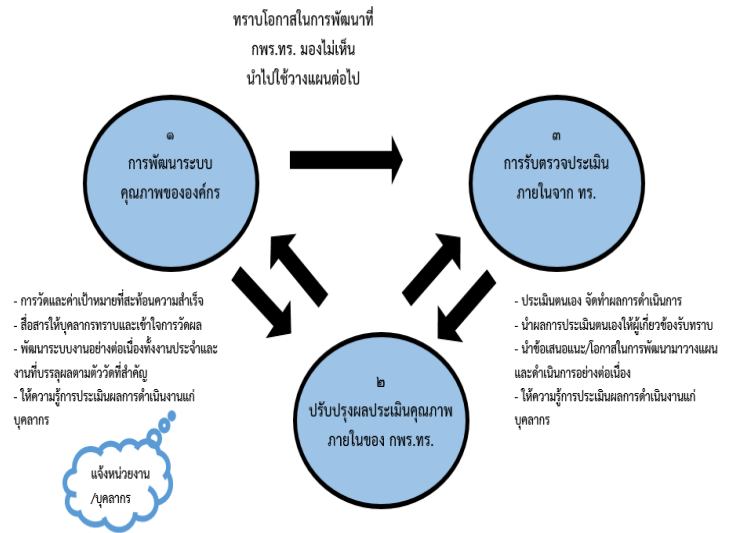 ทราบโอกาสในการพัฒนาที่
กพร.ทร. มองไม่เห็น
นำไปใช้วางแผนต่อไป
๑
การพัฒนาระบบ
คุณภาพขององค์กร
๓
การรับตรวจประเมิน
ภายในจาก ทร.
- การวัดและค่าเป้าหมายที่สะท้อนความสำเร็จ
- สื่อสารให้บุคลากรทราบและเข้าใจการวัดผล
- พัฒนาระบบงานอย่างต่อเนื่องทั้งงานประจำและ
งานที่บรรลุผลตามตัววัดที่สำคัญ
- ให้ความรู้การประเมินผลการดำเนินงานแก่
บุคลากร
- ประเมินตนเอง จัดทำผลการดำเนินการ
- นำผลการประเมินตนเองให้ผู้เกี่ยวข้องรับทราบ
- นำข้อเสนอแนะ/โอกาสในการพัฒนามาวางแผน
และดำเนินการอย่างต่อเนื่อง
- ให้ความรู้การประเมินผลการดำเนินงานแก่
บุคลากร
๒
ปรับปรุงผลประเมินคุณภาพ
ภายในของ กพร.ทร.
แจ้งหน่วยงาน
/บุคลากร